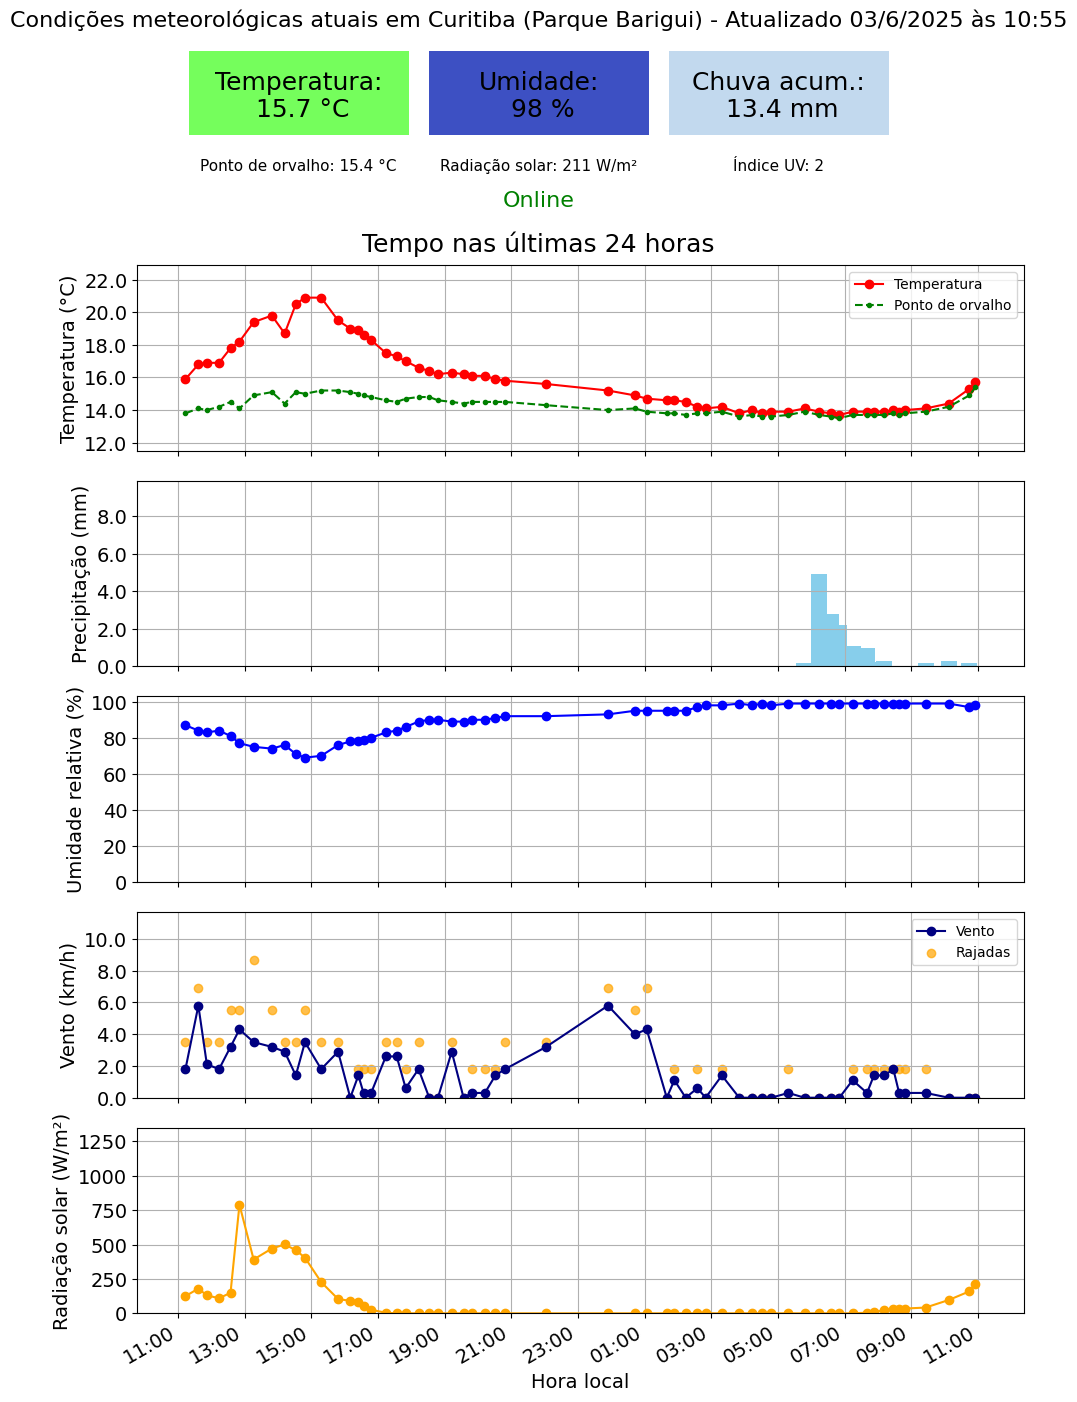 Condições meteorológicas atuais em Curitiba (Parque Barigui) - Atualizado 03/6/2025 às 10:55
Temperatura:
15.7 °C
Umidade:
98 %
Chuva acum.:
13.4 mm
Ponto de orvalho: 15.4 °C
Radiação solar: 211 W/m²
Índice UV: 2
Online
Tempo nas últimas 24 horas
Temperatura (°C)
22.0
20.0
18.0
16.0
14.0
12.0
Temperatura
Ponto de orvalho
Precipitação (mm)
8.0
6.0
4.0
2.0
0.0
Umidade relativa (%)
100
80
60
40
20
0
Vento (km/h)
10.0
8.0
6.0
4.0
2.0
0.0
Vento
Rajadas
Radiação solar (W/m²)
1250
1000
750
500
250
0
11:00
13:00
15:00
17:00
19:00
21:00
23:00
01:00
03:00
05:00
07:00
09:00
11:00
Hora local